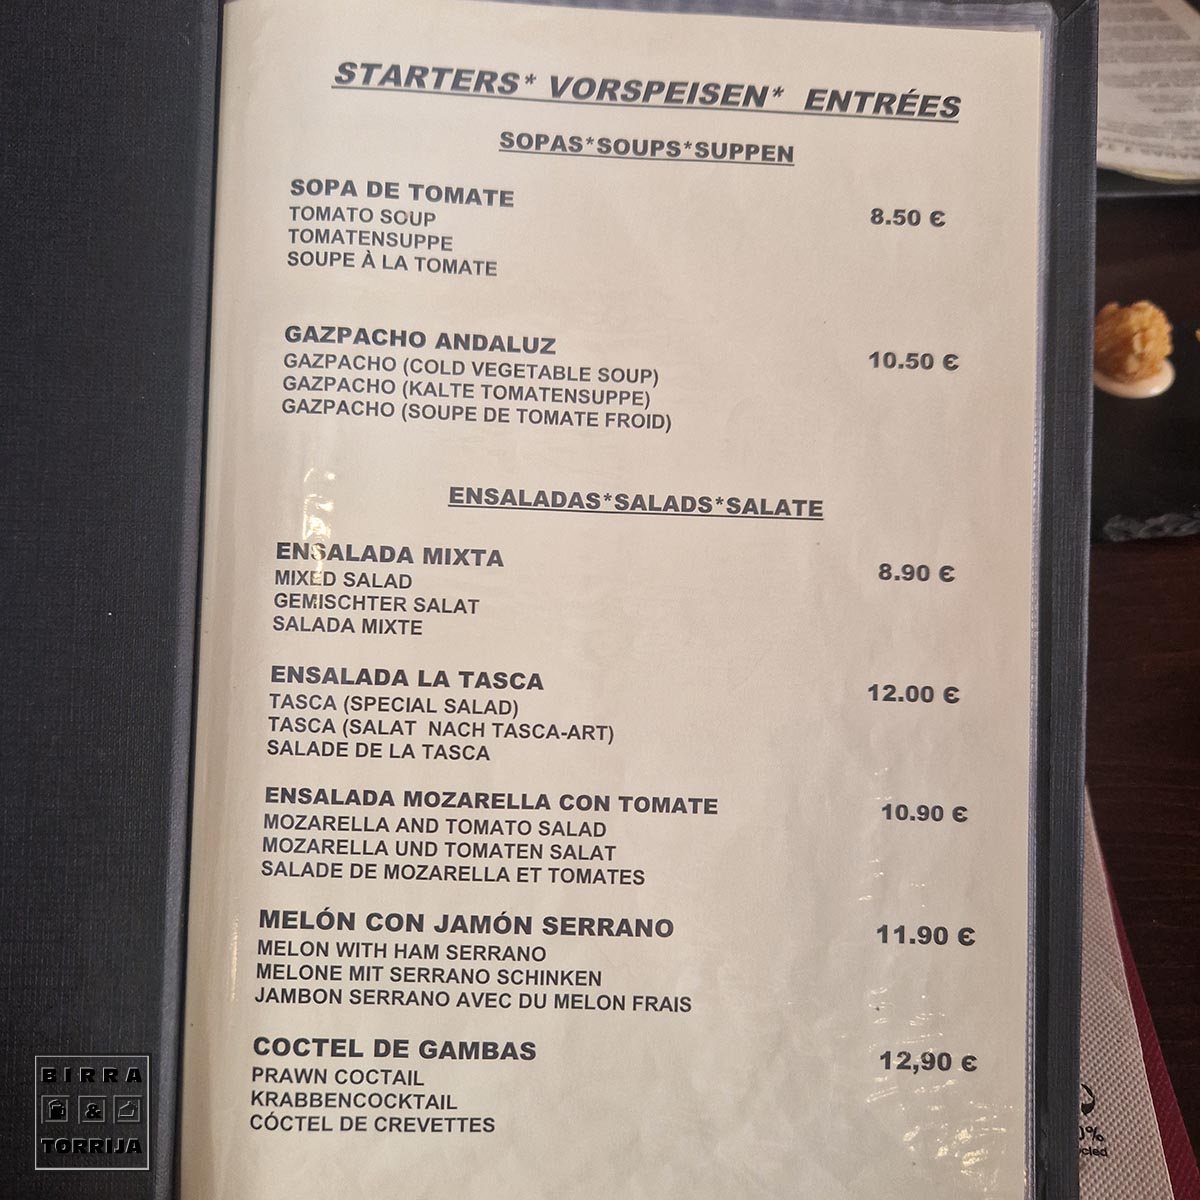 STARTERS* VORSPEISEN* ENTRÉES
SOPAS*SOUPS*SUPPEN
SOPA DE TOMATE 8.50 €
TOMATO SOUP
TOMATENSUPPE
SOUPE À LA TOMATE
GAZPACHO ANDALUZ 10.50 €
GAZPACHO (COLD VEGETABLE SOUP)
GAZPACHO (KALTE TOMATENSUPPE)
GAZPACHO (SOUPE DE TOMATE FROID)
ENSALADAS*SALADS*SALATE
ENSALADA MIXTA 8.90 €
MIXED SALAD
GEMISCHTER SALAT
SALADA MIXTE
ENSALADA LA TASCA 12.00 €
TASCA (SPECIAL SALAD)
TASCA (SALAT NACH TASCA-ART)
SALADE DE LA TASCA
ENSALADA MOZARELLA CON TOMATE 10.90 €
MOZARELLA AND TOMATO SALAD
MOZARELLA UND TOMATEN SALAT
SALADE DE MOZARELLA ET TOMATES
MELÓN CON JAMÓN SERRANO 11.90 €
MELON WITH HAM SERRANO
MELONE MIT SERRANO SCHINKEN
JAMBON SERRANO AVEC DU MELON FRAIS
COCTEL DE GAMBAS 12,90 €
PRAWN COCTAIL
KRABBENCOCKTAIL
CÓCTEL DE CREVETTES
BIRRA
&
TORRIJA